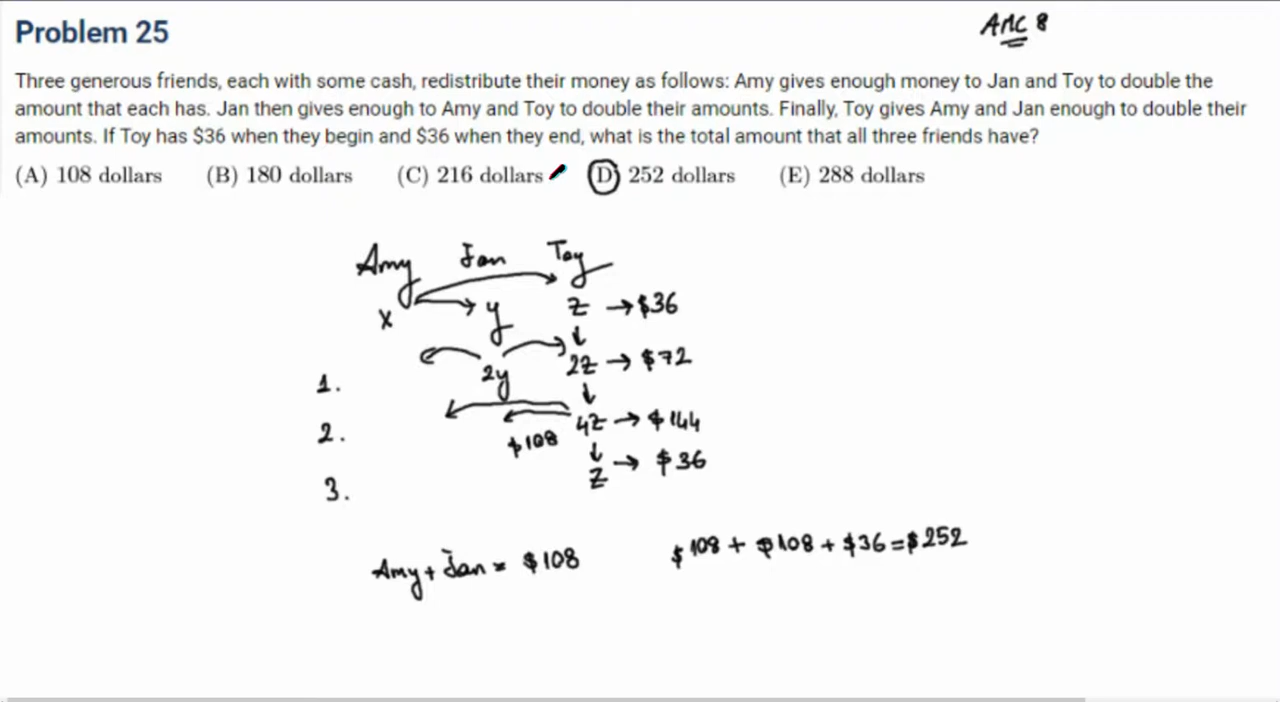 Problem 25
AMC 8
Three generous friends, each with some cash, redistribute their money as follows: Amy gives enough money to Jan and Toy to double the
amount that each has. Jan then gives enough to Amy and Toy to double their amounts. Finally, Toy gives Amy and Jan enough to double their
amounts. If Toy has $36 when they begin and $36 when they end, what is the total amount that all three friends have?
(A) 108 dollars (B) 180 dollars (C) 216 dollars (D) 252 dollars (E) 288 dollars
Amy Jan Toy
x y z → $36
1. 2y 2z → $72
2. $108 4z → $144
3. z → $36
Amy + Jan = $108 $108 + $108 + $36 = $252